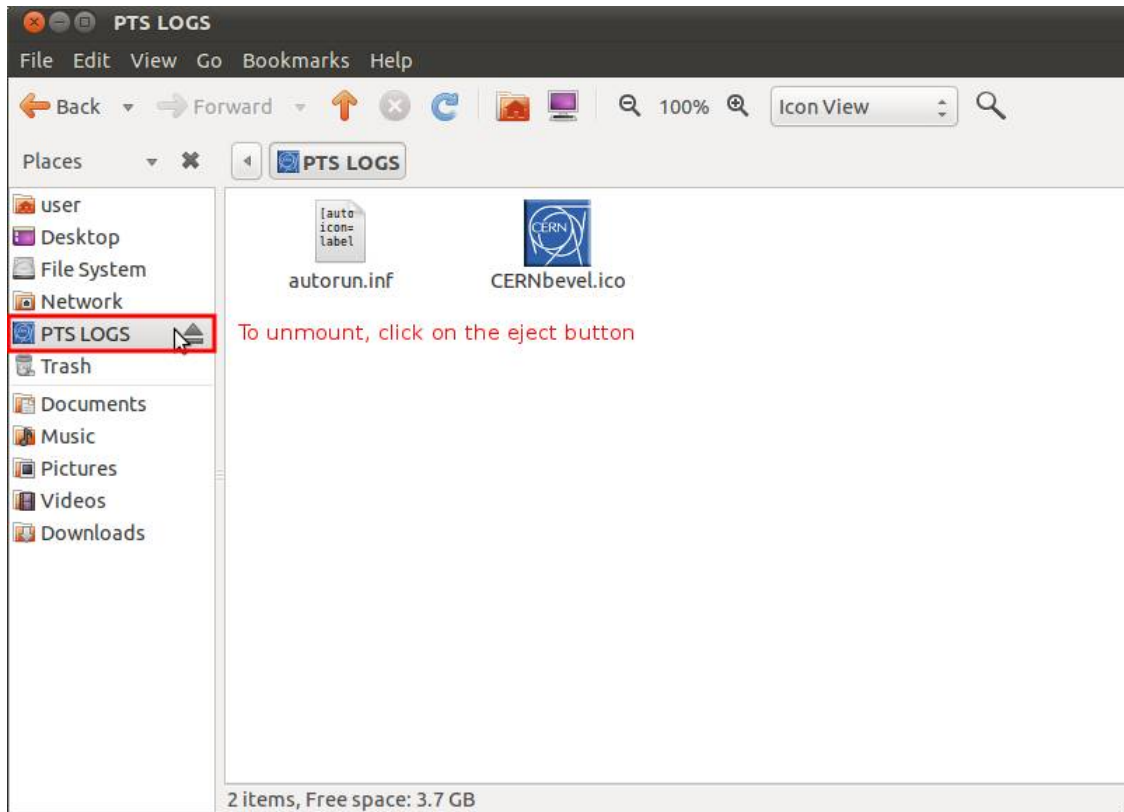 PTS LOGS
File Edit View Go Bookmarks Help
Back Forward 100% Icon View
Places PTS LOGS
user
Desktop
File System
Network
PTS LOGS
Trash
Documents
Music
Pictures
Videos
Downloads
[auto
icon=
label
autorun.inf
CERN
CERNbevel.ico
To unmount, click on the eject button
2 items, Free space: 3.7 GB